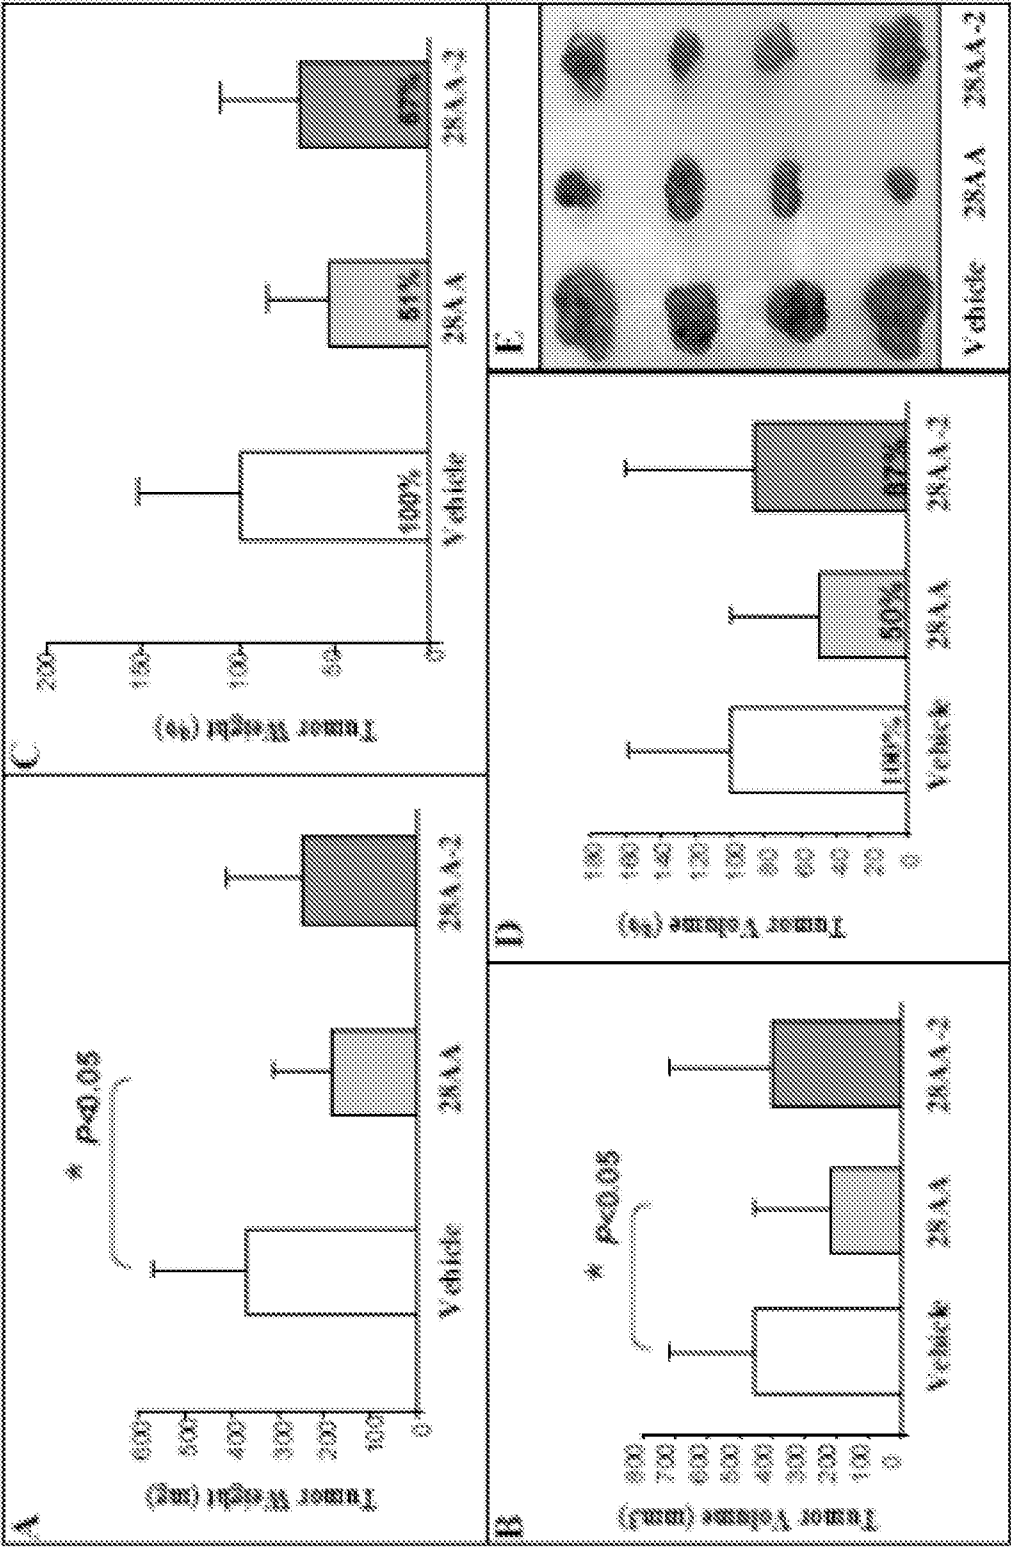 A
Tumor Weight (mg)
600
500
400
300
200
100
0
* P<0.05
Vehicle 28AA 28AA-2
C
Tumor Weight (%)
200
150
100
50
0
100% 51% 67%
Vehicle 28AA 28AA-2
B
Tumor Volume (mm3)
800
700
600
500
400
300
200
100
0
* P<0.05
Vehicle 28AA 28AA-2
D
Tumor Volume (%)
180
160
140
120
100
80
60
40
20
0
100% 50% 87%
Vehicle 28AA 28AA-2
E
Vehicle 28AA 28AA-2